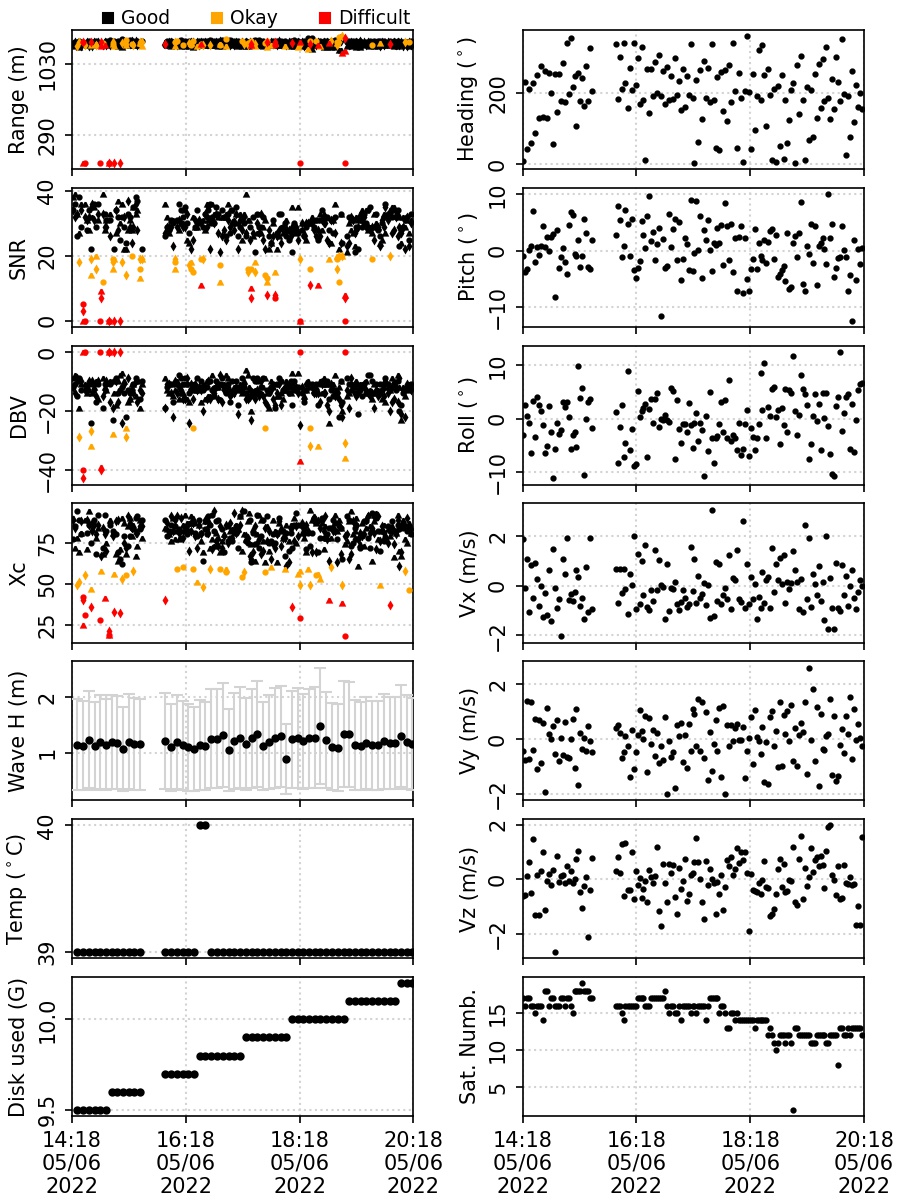 Good Okay Difficult
Range (m)
1030
290
Heading (°)
200
0
SNR
40
20
0
Pitch (°)
10
0
−10
DBV
0
−20
−40
Roll (°)
10
0
−10
Xc
75
50
25
Vx (m/s)
2
0
−2
Wave H (m)
2
1
Vy (m/s)
2
0
−2
Temp (°C)
40
39
Vz (m/s)
2
0
−2
Disk used (G)
10.0
9.5
Sat. Numb.
15
10
5
14:18 16:18 18:18 20:18 14:18 16:18 18:18 20:18
05/06 05/06 05/06 05/06 05/06 05/06 05/06 05/06
2022 2022 2022 2022 2022 2022 2022 2022